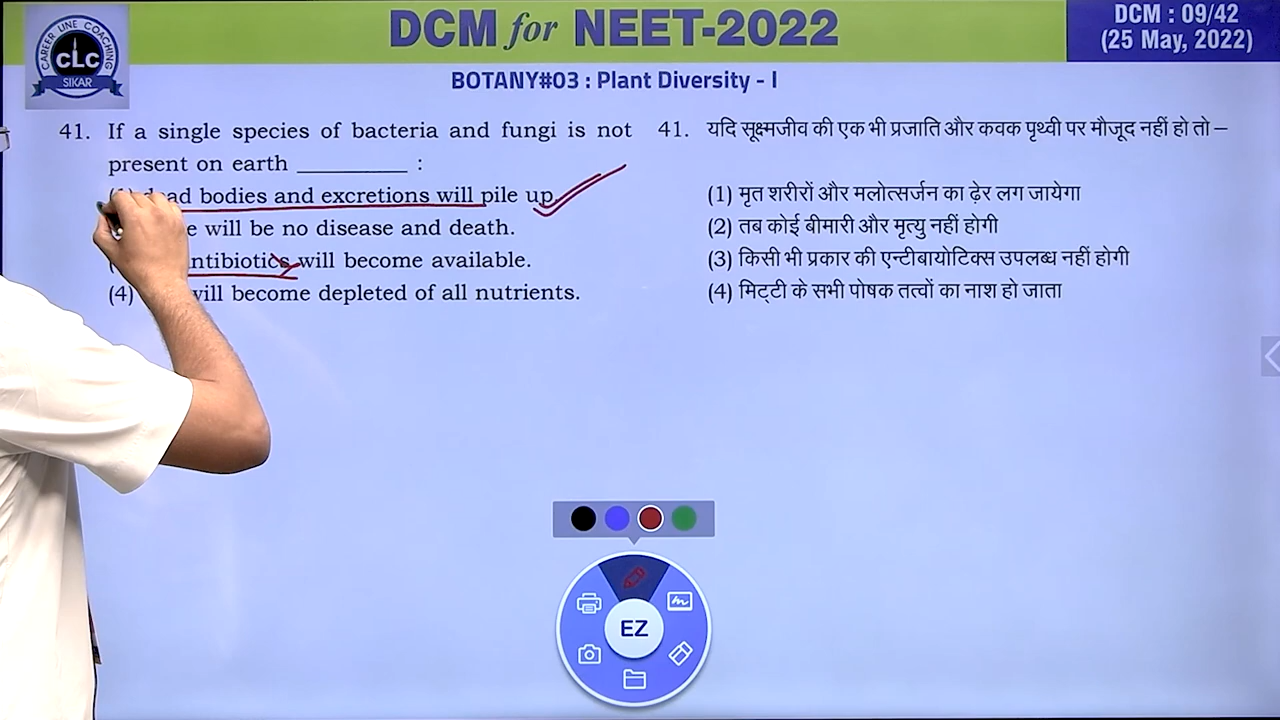 DCM for NEET-2022
DCM : 09/42
(25 May, 2022)
CAREER LINE COACHING
CLC
SIKAR
BOTANY#03 : Plant Diversity - I
41. If a single species of bacteria and fungi is not
present on earth _________ :
bodies and excretions will pile up.
will be no disease and death.
will become available.
(4) will become depleted of all nutrients.
41. यदि सूक्ष्मजीव की एक भी प्रजाति और कवक पृथ्वी पर मौजूद नहीं हो तो –
(1) मृत शरीरों और मलोत्सर्जन का ढ़ेर लग जायेगा
(2) तब कोई बीमारी और मृत्यु नहीं होगी
(3) किसी भी प्रकार की एन्टीबायोटिक्स उपलब्ध नहीं होगी
(4) मिट्टी के सभी पोषक तत्वों का नाश हो जाता
EZ